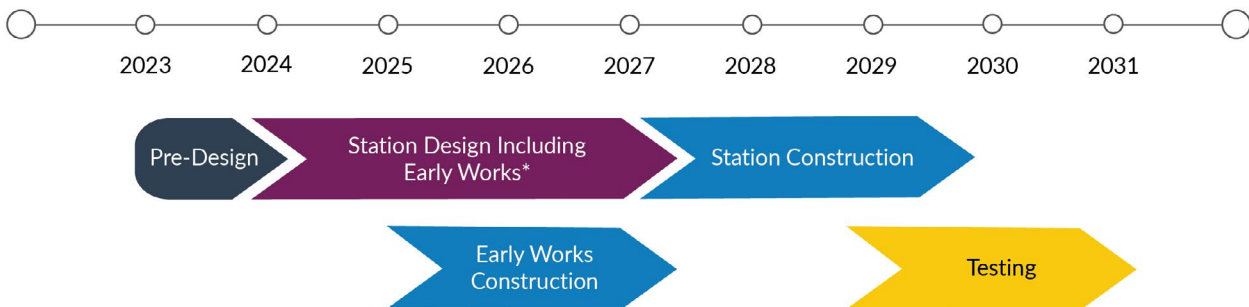 2023 2024 2025 2026 2027 2028 2029 2030 2031
Pre-Design
Station Design Including
Early Works*
Station Construction
Early Works
Construction
Testing